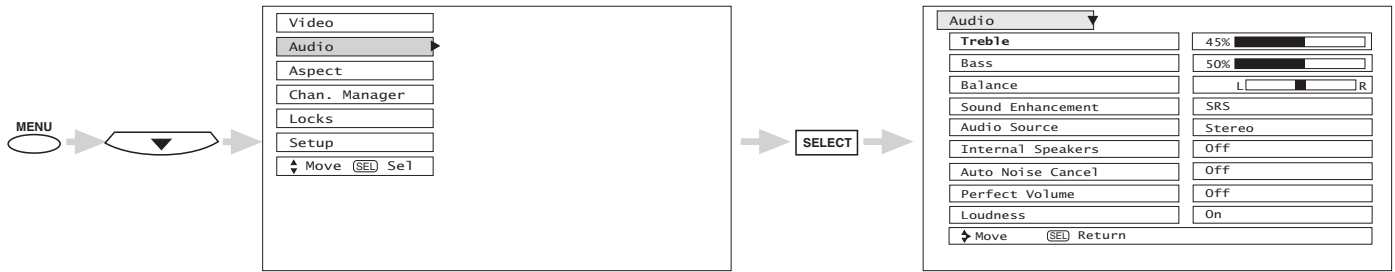 MENU
Video
Audio
Aspect
Chan. Manager
Locks
Setup
Move SEL Sel
SELECT
Audio
Treble 45%
Bass 50%
Balance L R
Sound Enhancement SRS
Audio Source Stereo
Internal Speakers Off
Auto Noise Cancel Off
Perfect Volume Off
Loudness On
Move SEL Return